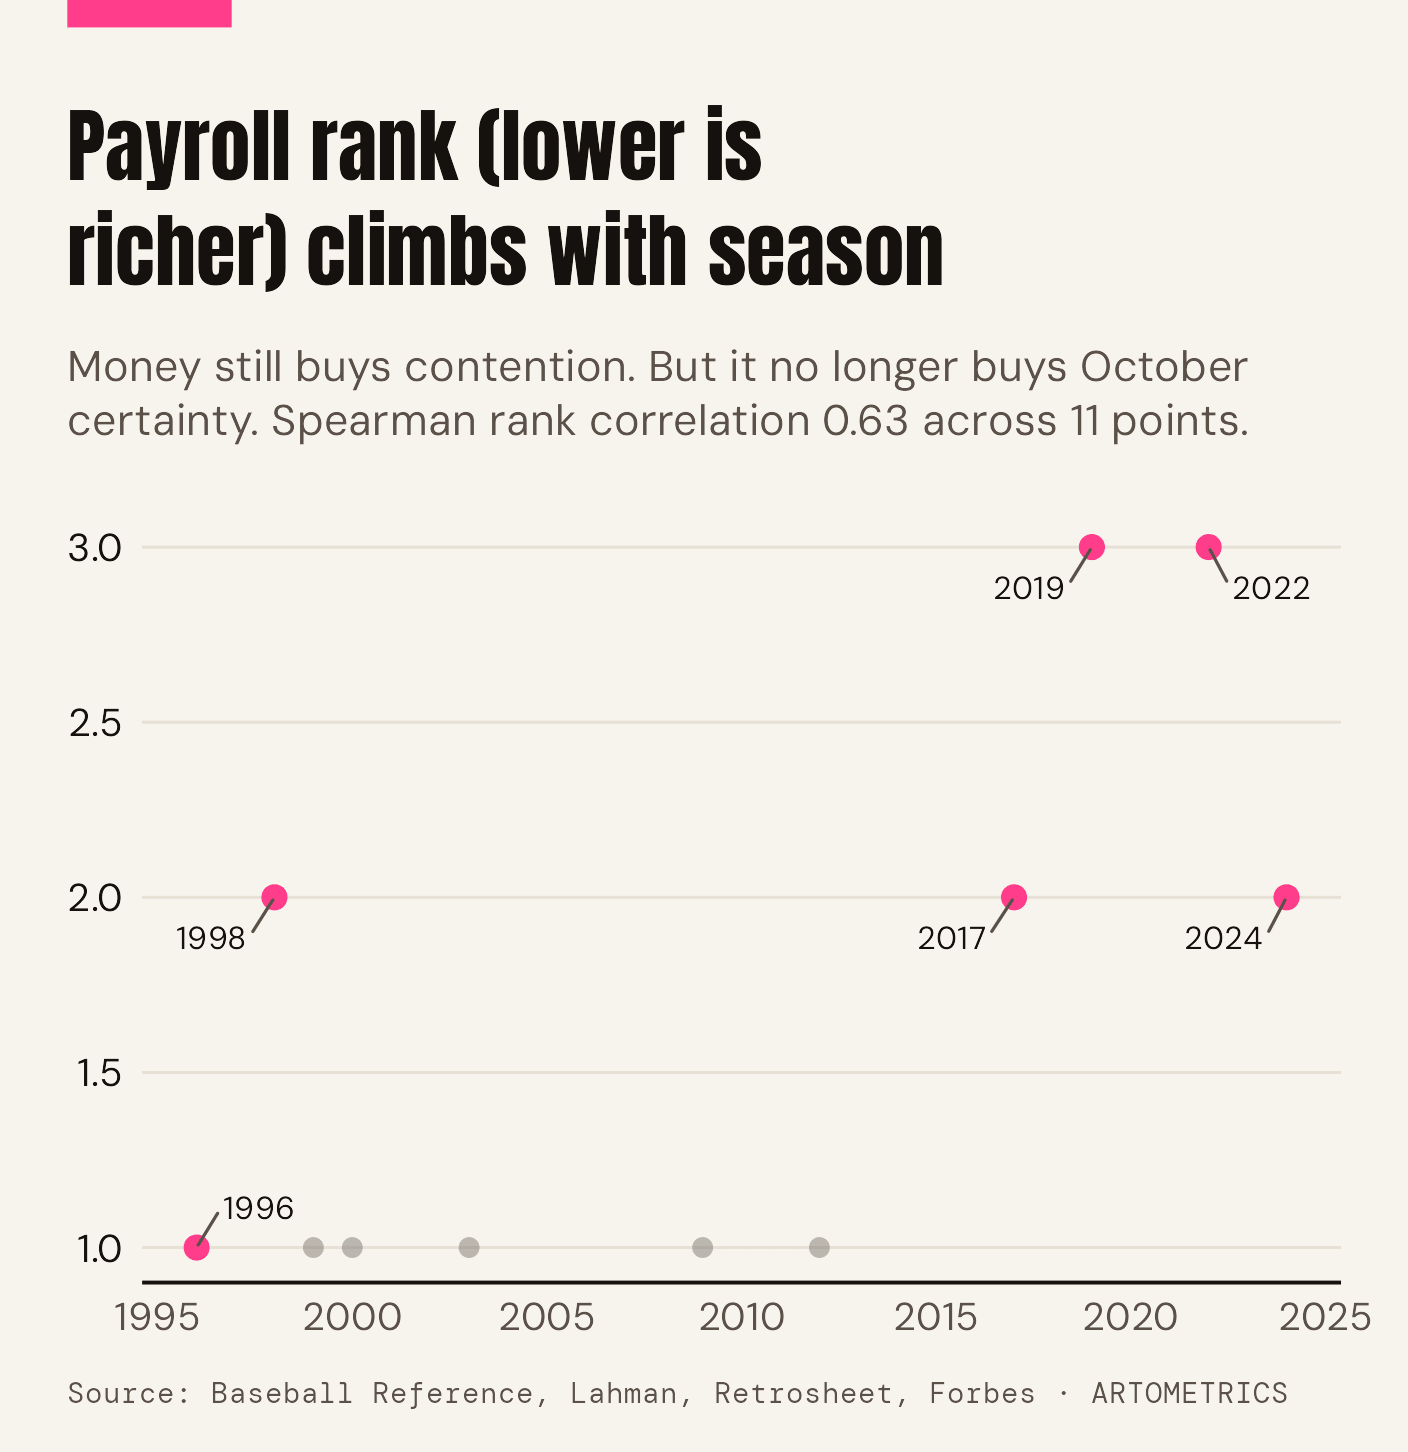 Payroll rank (lower is
richer) climbs with season
Money still buys contention. But it no longer buys October
certainty. Spearman rank correlation 0.63 across 11 points.
3.0
2019
2022
2.5
2.0
1998
2017
2024
1.5
1996
1.0
1995 2000 2005 2010 2015 2020 2025
Source: Baseball Reference, Lahman, Retrosheet, Forbes · ARTOMETRICS